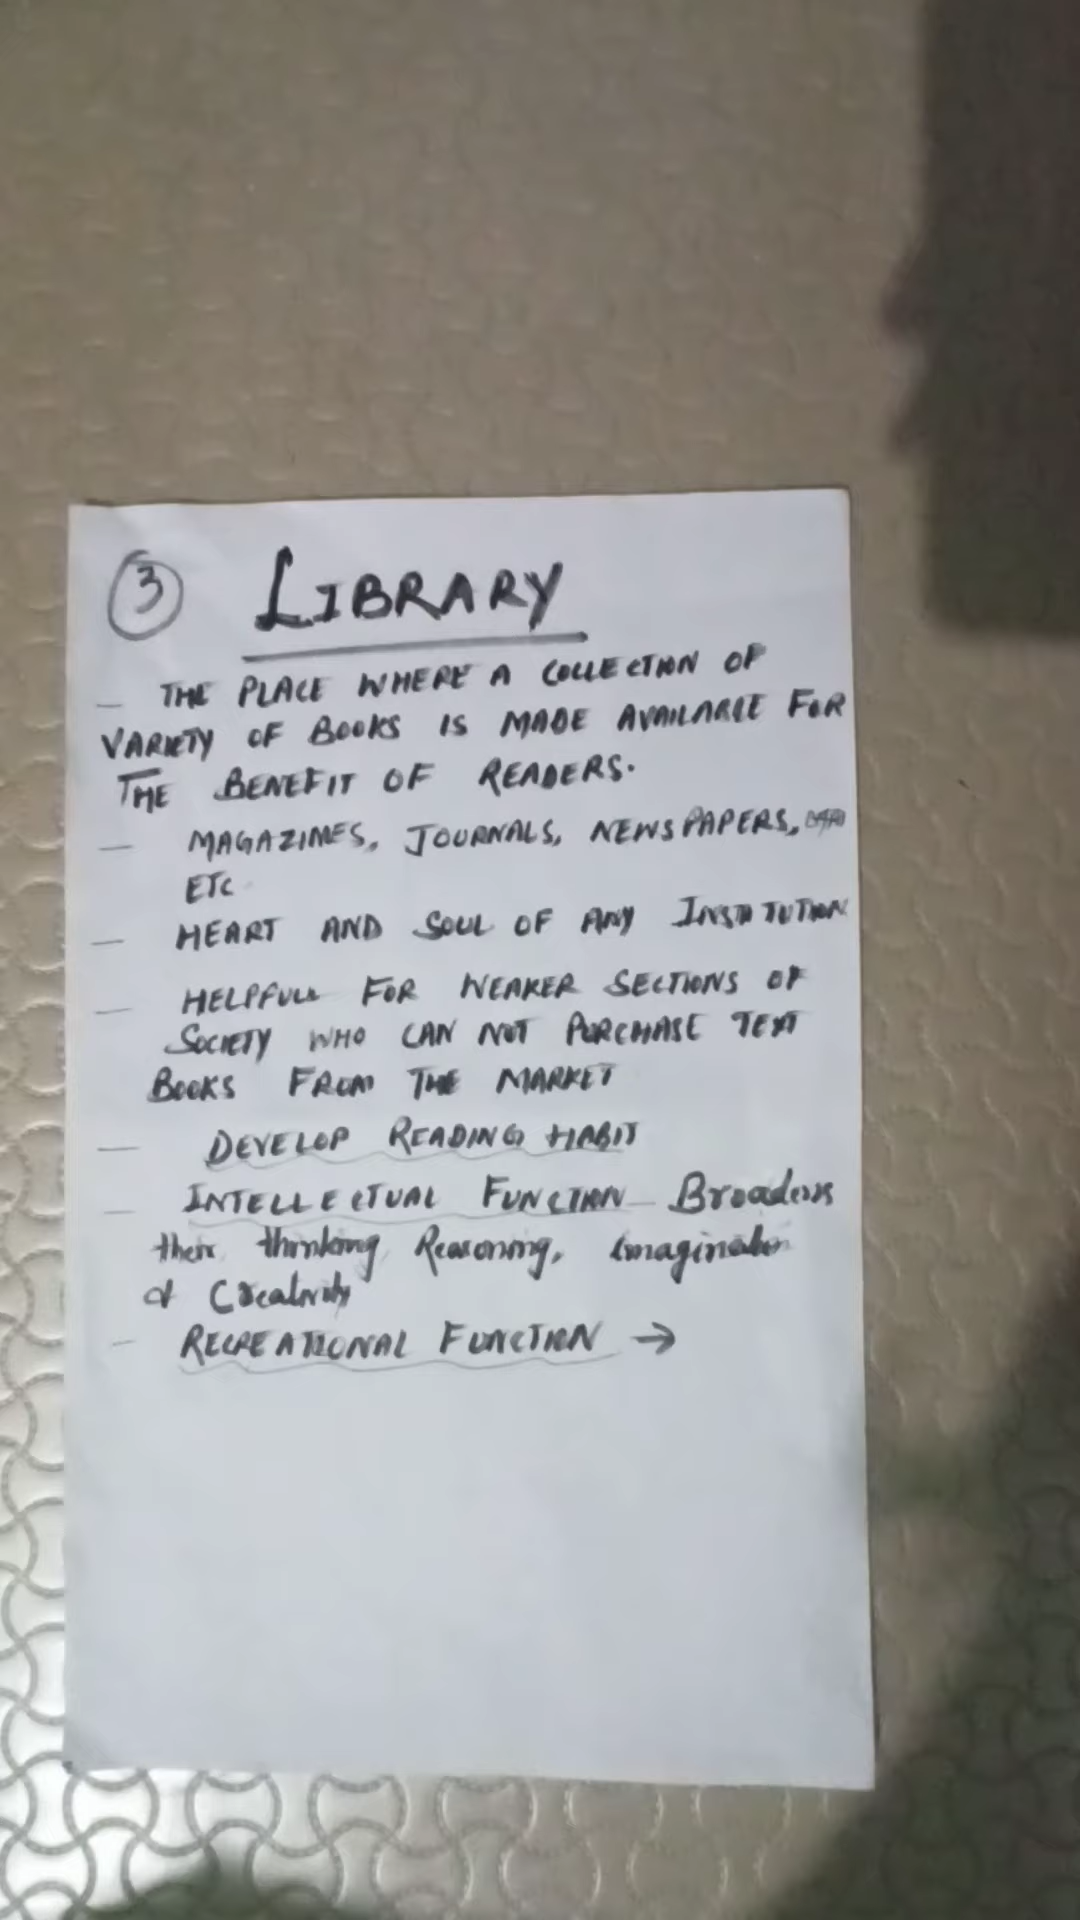 3 LIBRARY
— THE PLACE WHERE A COLLECTION OF
VARIETY OF BOOKS IS MADE AVAILABLE FOR
THE BENEFIT OF READERS.
— MAGAZIMES, JOURNALS, NEWSPAPERS,
ETC
— HEART AND SOUL OF ANY INSTITUTION
— HELPFULL FOR WEAKER SECTIONS OF
SOCIETY WHO CAN NOT PURCHASE TEXT
BOOKS FROM THE MARKET
— DEVELOP READING HABIT
— INTELLECTUAL FUNCTION Broadens
their thinking Reasoning, imagination
& Creativity
— RECREATIONAL FUNCTION →